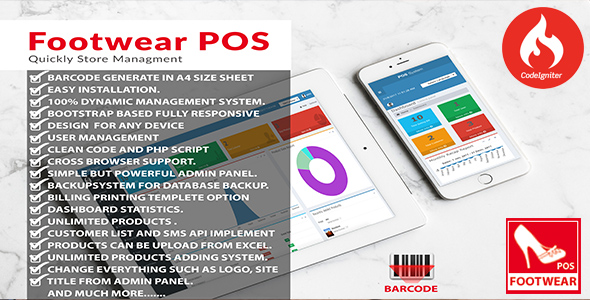 Footwear POS
Quickly Store Managment
BARCODE GENERATE IN A4 SIZE SHEET
EASY INSTALLATION.
100% DYNAMIC MANAGEMENT SYSTEM.
BOOTSTRAP BASED FULLY RESPONSIVE
DESIGN FOR ANY DEVICE
USER MANAGEMENT
CLEAN CODE AND PHP SCRIPT
CROSS BROWSER SUPPORT.
SIMPLE BUT POWERFUL ADMIN PANEL.
BACKUPSYSTEM FOR DATABASE BACKUP.
BILLING PRINTING TEMPLETE OPTION
DASHBOARD STATISTICS.
UNLIMITED PRODUCTS .
CUSTOMER LIST AND SMS API IMPLEMENT
PRODUCTS CAN BE UPLOAD FROM EXCEL.
UNLIMITED PRODUCTS ADDING SYSTEM.
CHANGE EVERYTHING SUCH AS LOGO, SITE
TITLE FROM ADMIN PANEL.
AND MUCH MORE.......
CodeIgniter
POS System
10
BARCODE
POS
FOOTWEAR